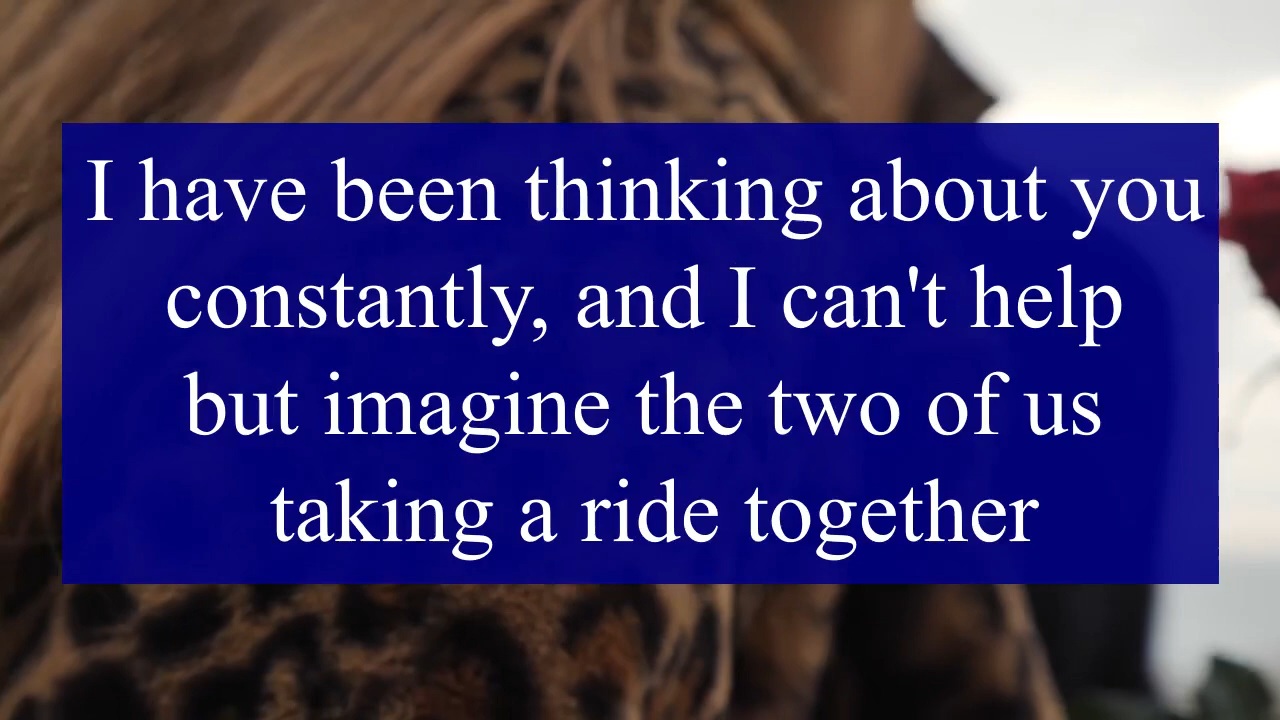 I have been thinking about you
constantly, and I can't help
but imagine the two of us
taking a ride together